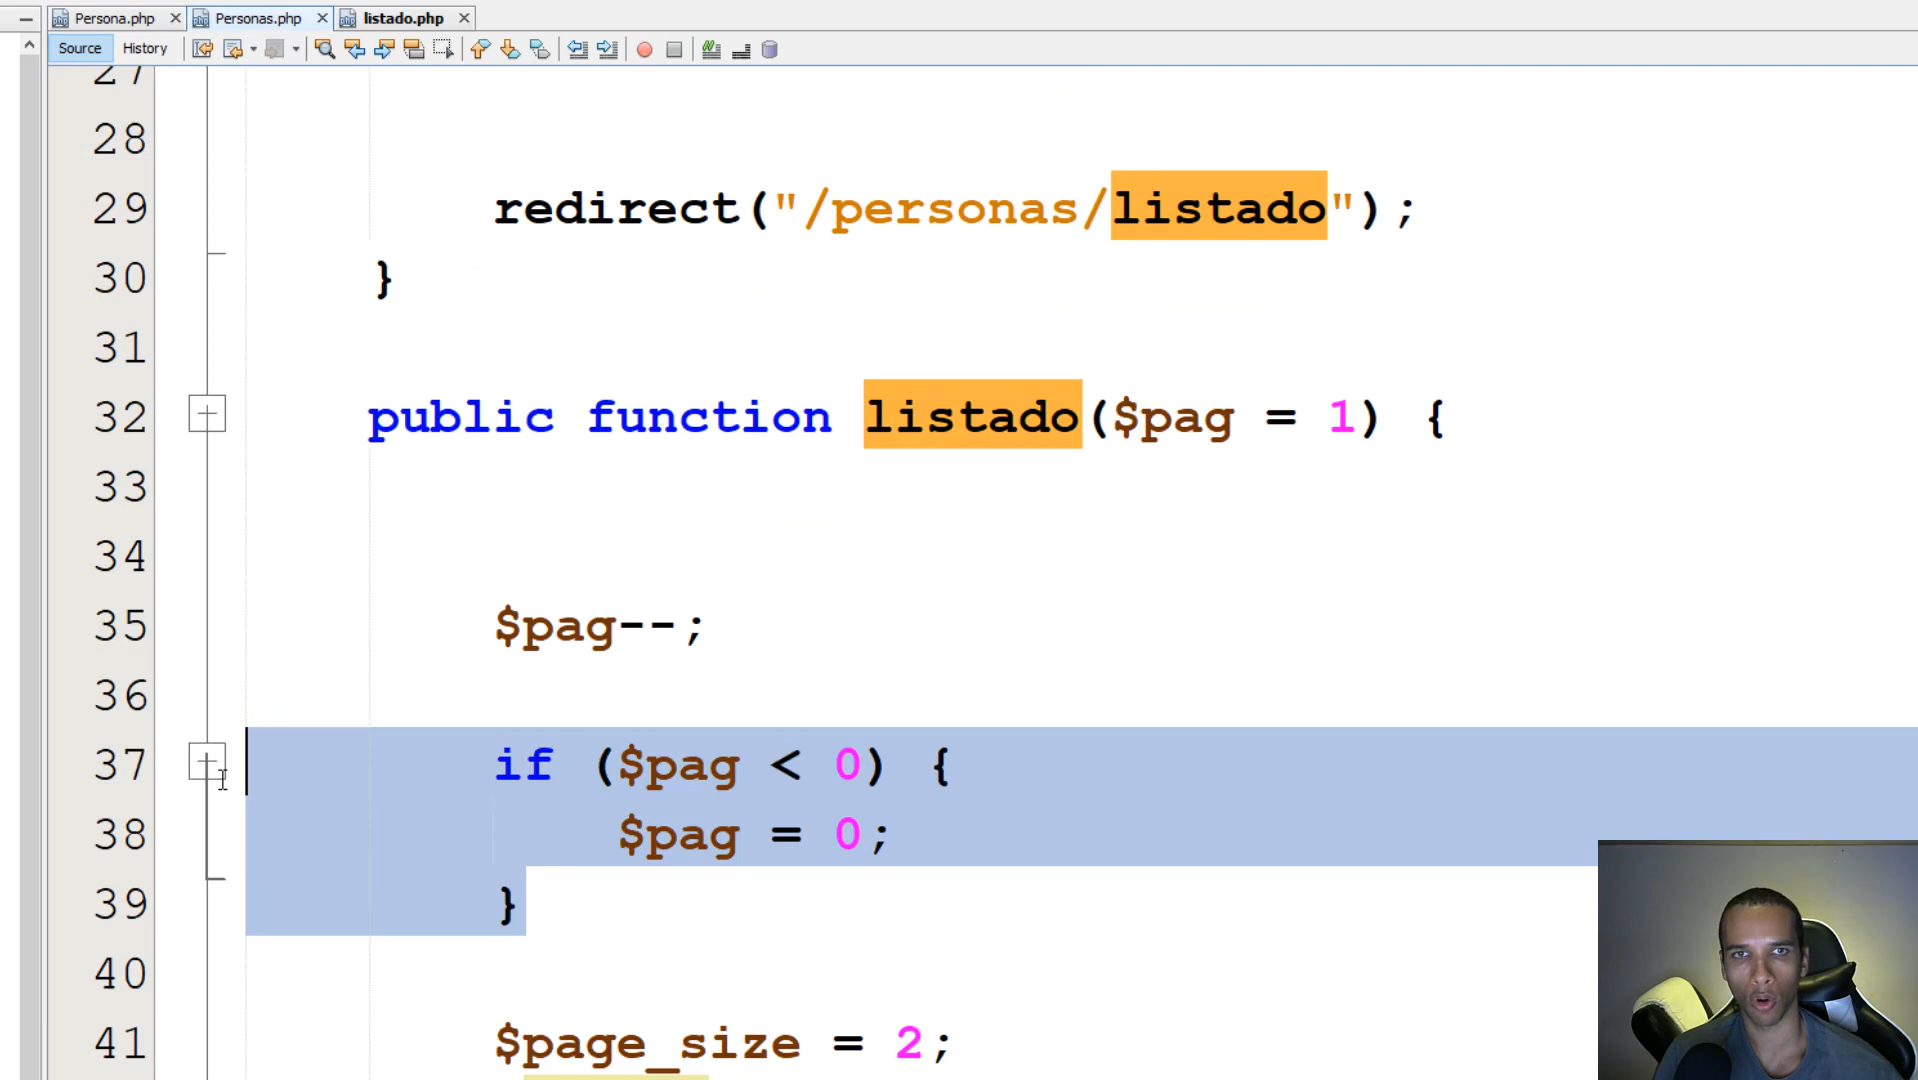 Persona.php Personas.php listado.php
Source History
27
28
29 redirect("/personas/listado");
30 }
31
32 public function listado($pag = 1) {
33
34
35 $pag--;
36
37 if ($pag < 0) {
38 $pag = 0;
39 }
40
41 $page_size = 2;